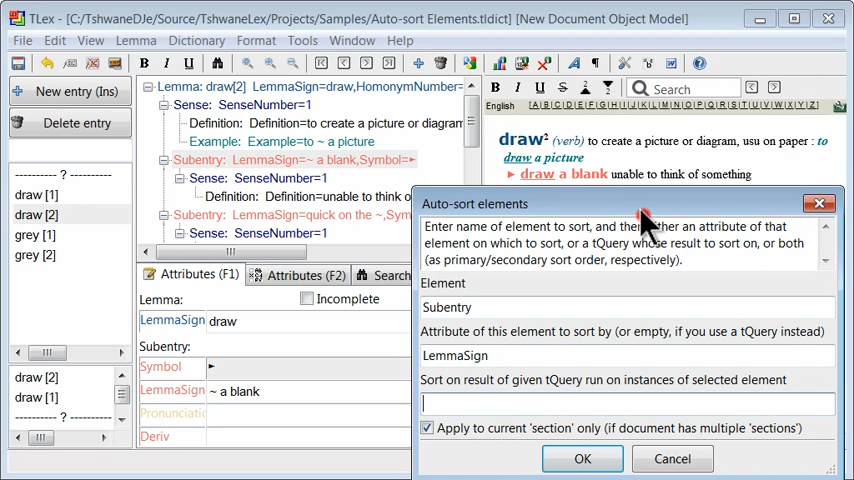 TLex - [C:/TshwaneDJe/Source/TshwaneLex/Projects/Samples/Auto-sort Elements.tldict] [New Document Object Model]
File Edit View Lemma Dictionary Format Tools Window Help
B I U
New entry (Ins)
Delete entry
---------- ? ----------
draw [1]
draw [2]
grey [1]
grey [2]
draw [2]
draw [1]
---------- ? ----------
Lemma: draw[2] LemmaSign=draw,HomonymNumber=
Sense: SenseNumber=1
Definition: Definition=to create a picture or diagram
Example: Example=to ~ a picture
Subentry: LemmaSign=~ a blank,Symbol=►
Sense: SenseNumber=1
Definition: Definition=unable to think o
Subentry: LemmaSign=quick on the ~,Sym
Sense: SenseNumber=1
Attributes (F1) Attributes (F2) Search
Lemma: Incomplete
LemmaSign draw
Subentry:
Symbol ►
LemmaSign ~ a blank
Pronunciatio
Deriv
B I U S Search
English A B C D E F G H I J K L M N O P Q R S T U V W X Y Z
draw² (verb) to create a picture or diagram, usu on paper : to
draw a picture
► draw a blank unable to think of something
Auto-sort elements
Enter name of element to sort, and then either an attribute of that
element on which to sort, or a tQuery whose result to sort on, or both
(as primary/secondary sort order, respectively).
Element
Subentry
Attribute of this element to sort by (or empty, if you use a tQuery instead)
LemmaSign
Sort on result of given tQuery run on instances of selected element
Apply to current 'section' only (if document has multiple 'sections')
OK Cancel